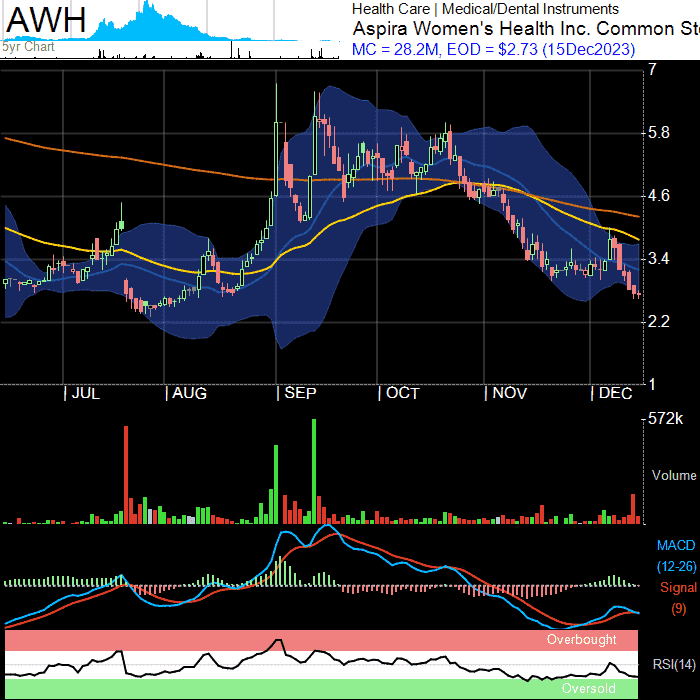 AWH
5yr Chart
Health Care | Medical/Dental Instruments
Aspira Women's Health Inc. Common Sto
MC = 28.2M, EOD = $2.73 (15Dec2023)
7
5.8
4.6
3.4
2.2
1
| JUL | AUG | SEP | OCT | NOV | DEC
572k
Volume
MACD
(12-26)
Signal
(9)
Overbought
RSI(14)
Oversold